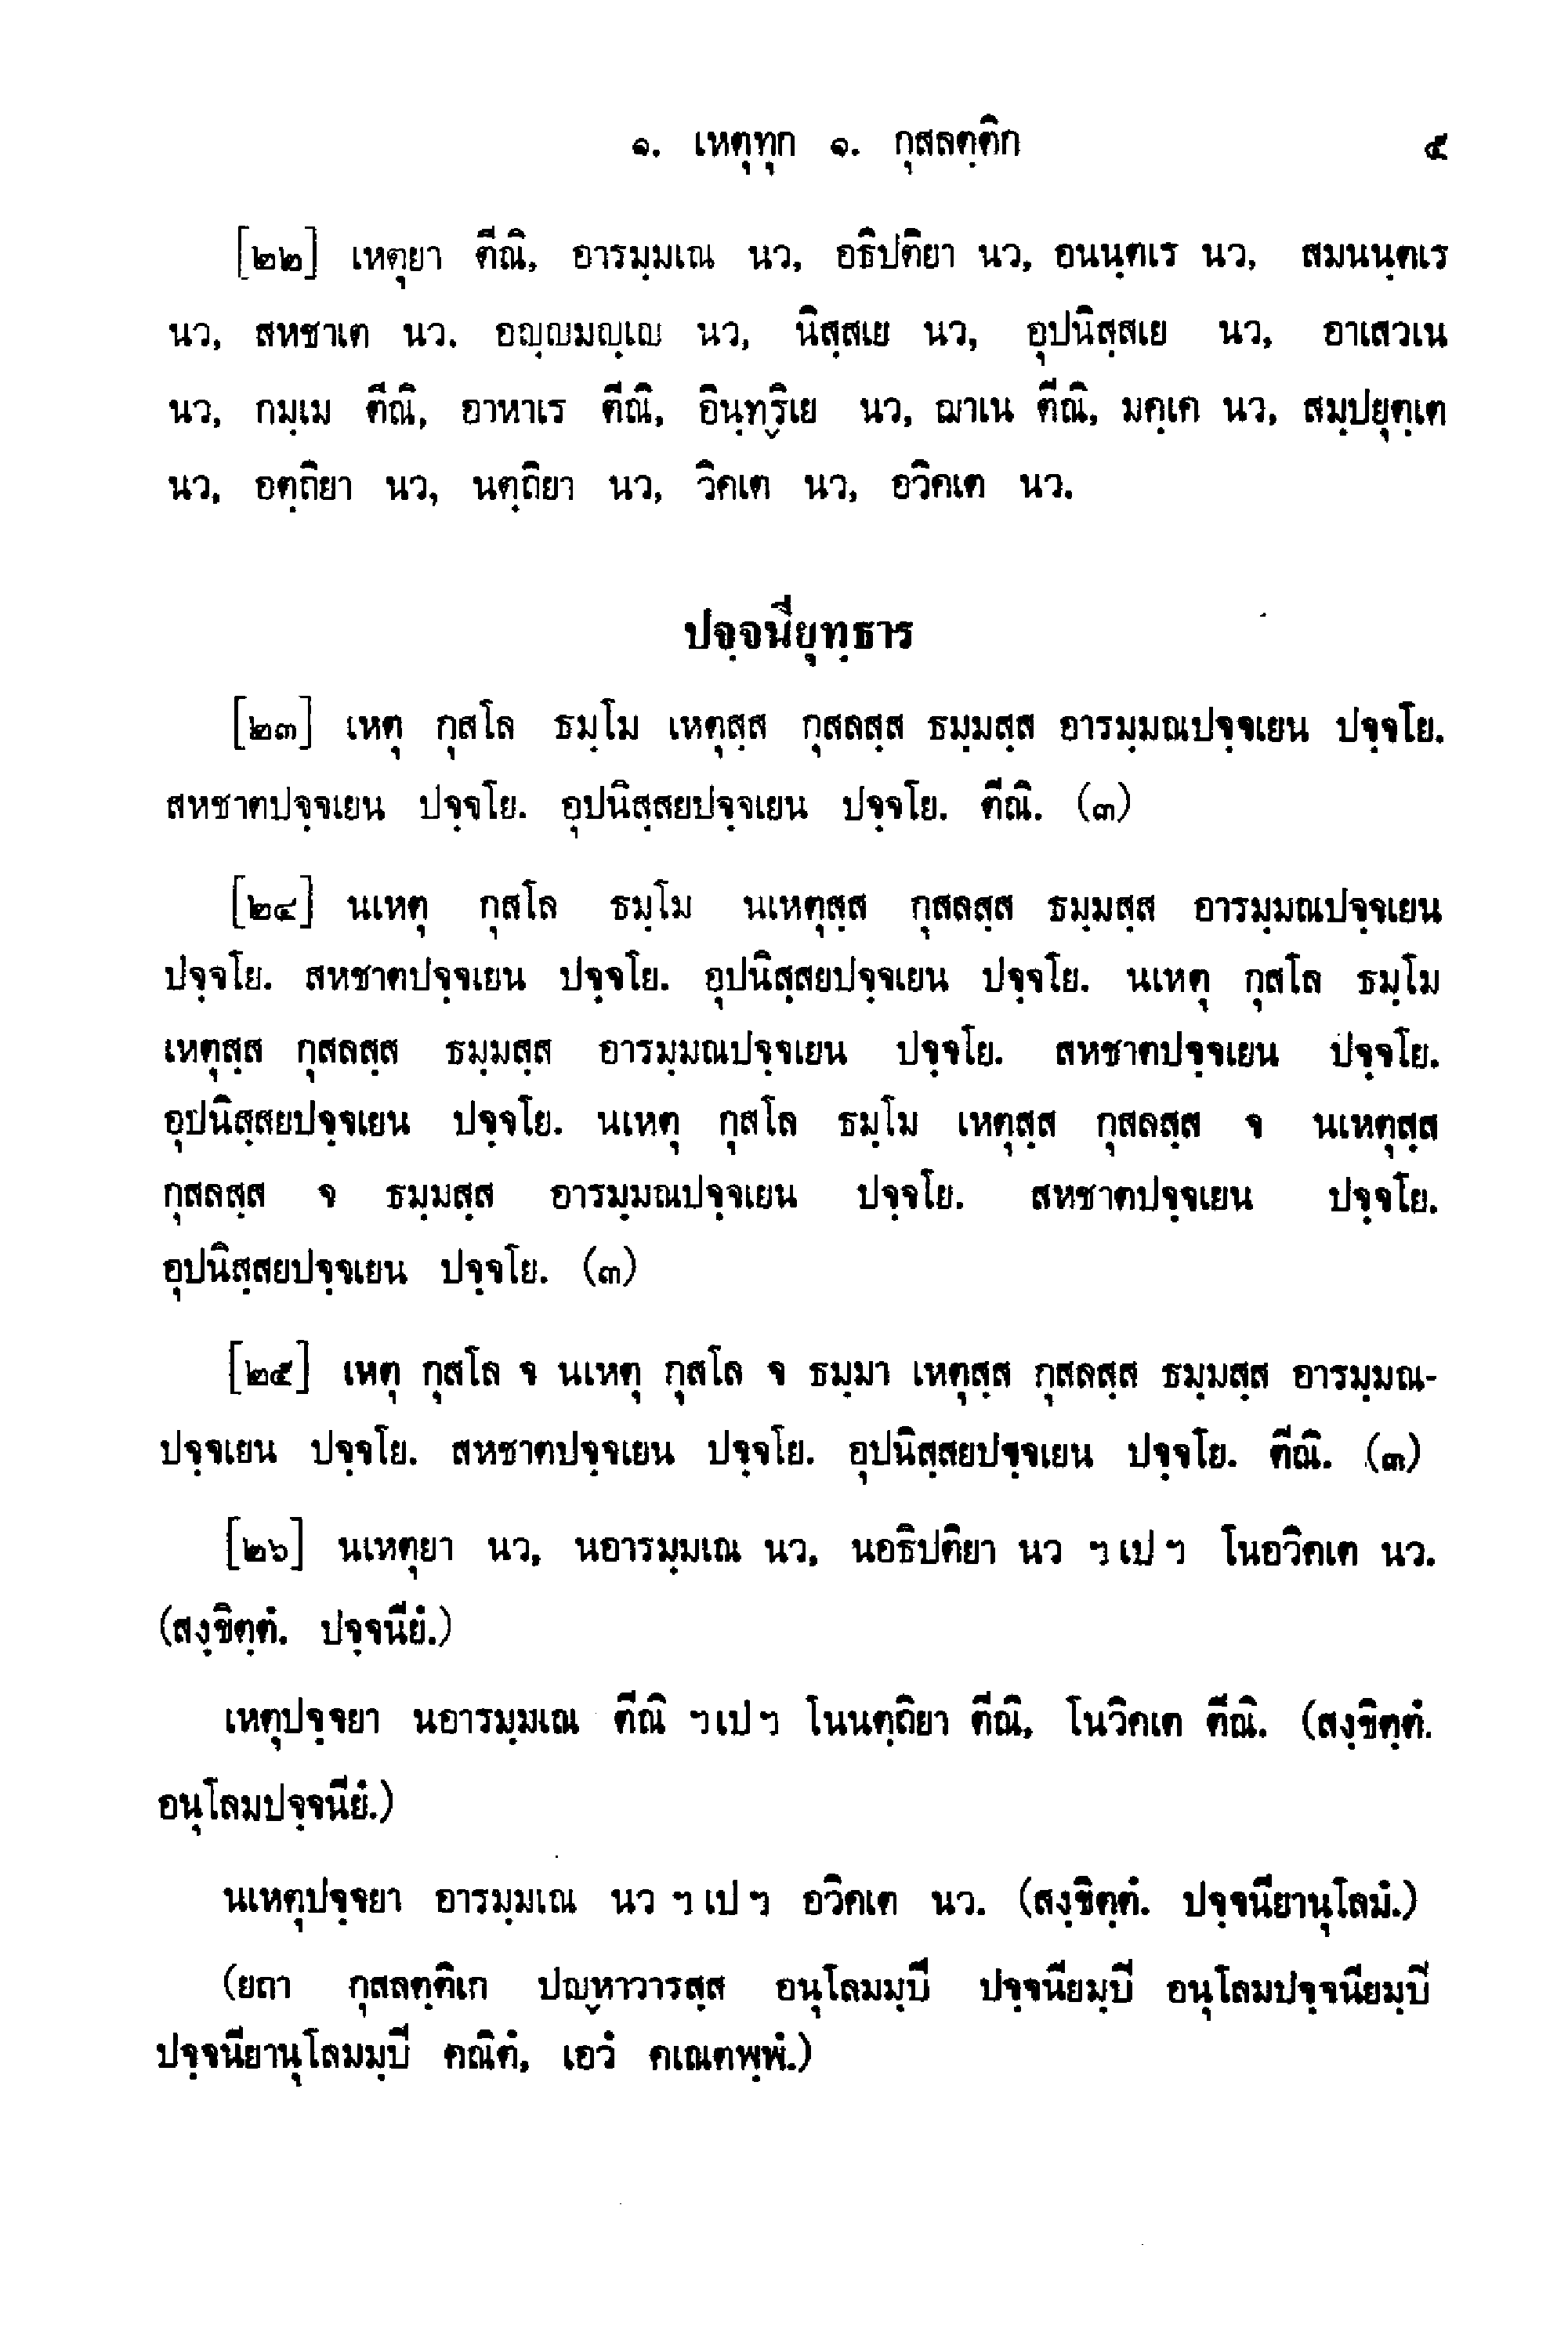 ๑. เหตุทุก ๑. กุสลตฺติก ๕
[๒๒] เหตุยา ตีณิ, อารมฺมเณ นว, อธิปติยา นว, อนนฺตเร นว, สมนนฺตเร
นว, สหชาเต นว. อญฺญมญฺเญ นว, นิสฺสเย นว, อุปนิสฺสเย นว, อาเสวเน
นว, กมฺเม ตีณิ, อาหาเร ตีณิ, อินฺทฺริเย นว, ฌาเน ตีณิ, มคฺเค นว, สมฺปยุตฺเต
นว, อตฺถิยา นว, นตฺถิยา นว, วิคเต นว, อวิคเต นว.
ปจฺจนียุทฺธาร
[๒๓] เหตุ กุสโล ธมฺโม เหตุสฺส กุสลสฺส ธมฺมสฺส อารมฺมณปจฺจเยน ปจฺจโย.
สหชาตปจฺจเยน ปจฺจโย. อุปนิสฺสยปจฺจเยน ปจฺจโย. ตีณิ. (๓)
[๒๔] นเหตุ กุสโล ธมฺโม นเหตุสฺส กุสลสฺส ธมฺมสฺส อารมฺมณปจฺจเยน
ปจฺจโย. สหชาตปจฺจเยน ปจฺจโย. อุปนิสฺสยปจฺจเยน ปจฺจโย. นเหตุ กุสโล ธมฺโม
เหตุสฺส กุสลสฺส ธมฺมสฺส อารมฺมณปจฺจเยน ปจฺจโย. สหชาตปจฺจเยน ปจฺจโย.
อุปนิสฺสยปจฺจเยน ปจฺจโย. นเหตุ กุสโล ธมฺโม เหตุสฺส กุสลสฺส จ นเหตุสฺส
กุสลสฺส จ ธมฺมสฺส อารมฺมณปจฺจเยน ปจฺจโย. สหชาตปจฺจเยน ปจฺจโย.
อุปนิสฺสยปจฺจเยน ปจฺจโย. (๓)
[๒๕] เหตุ กุสโล จ นเหตุ กุสโล จ ธมฺมา เหตุสฺส กุสลสฺส ธมฺมสฺส อารมฺมณ-
ปจฺจเยน ปจฺจโย. สหชาตปจฺจเยน ปจฺจโย. อุปนิสฺสยปจฺจเยน ปจฺจโย. ตีณิ. (๓)
[๒๖] นเหตุยา นว, นอารมฺมเณ นว, นอธิปติยา นว ฯ เป ฯ โนอวิคเต นว.
(สงฺขิตฺตํ. ปจฺจนียํ.)
เหตุปจฺจยา นอารมฺมเณ ตีณิ ฯ เป ฯ โนนตฺถิยา ตีณิ, โนวิคเต ตีณิ. (สงฺขิตฺตํ.
อนุโลมปจฺจนียํ.)
นเหตุปจฺจยา อารมฺมเณ นว ฯ เป ฯ อวิคเต นว. (สงฺขิตฺตํ. ปจฺจนียานุโลมํ.)
(ยถา กุสลตฺติเก ปญฺหาวารสฺส อนุโลมมฺปี ปจฺจนียมฺปี อนุโลมปจฺจนียมฺปี
ปจฺจนียานุโลมมฺปี คณิตํ, เอวํ คเณตพฺพํ.)